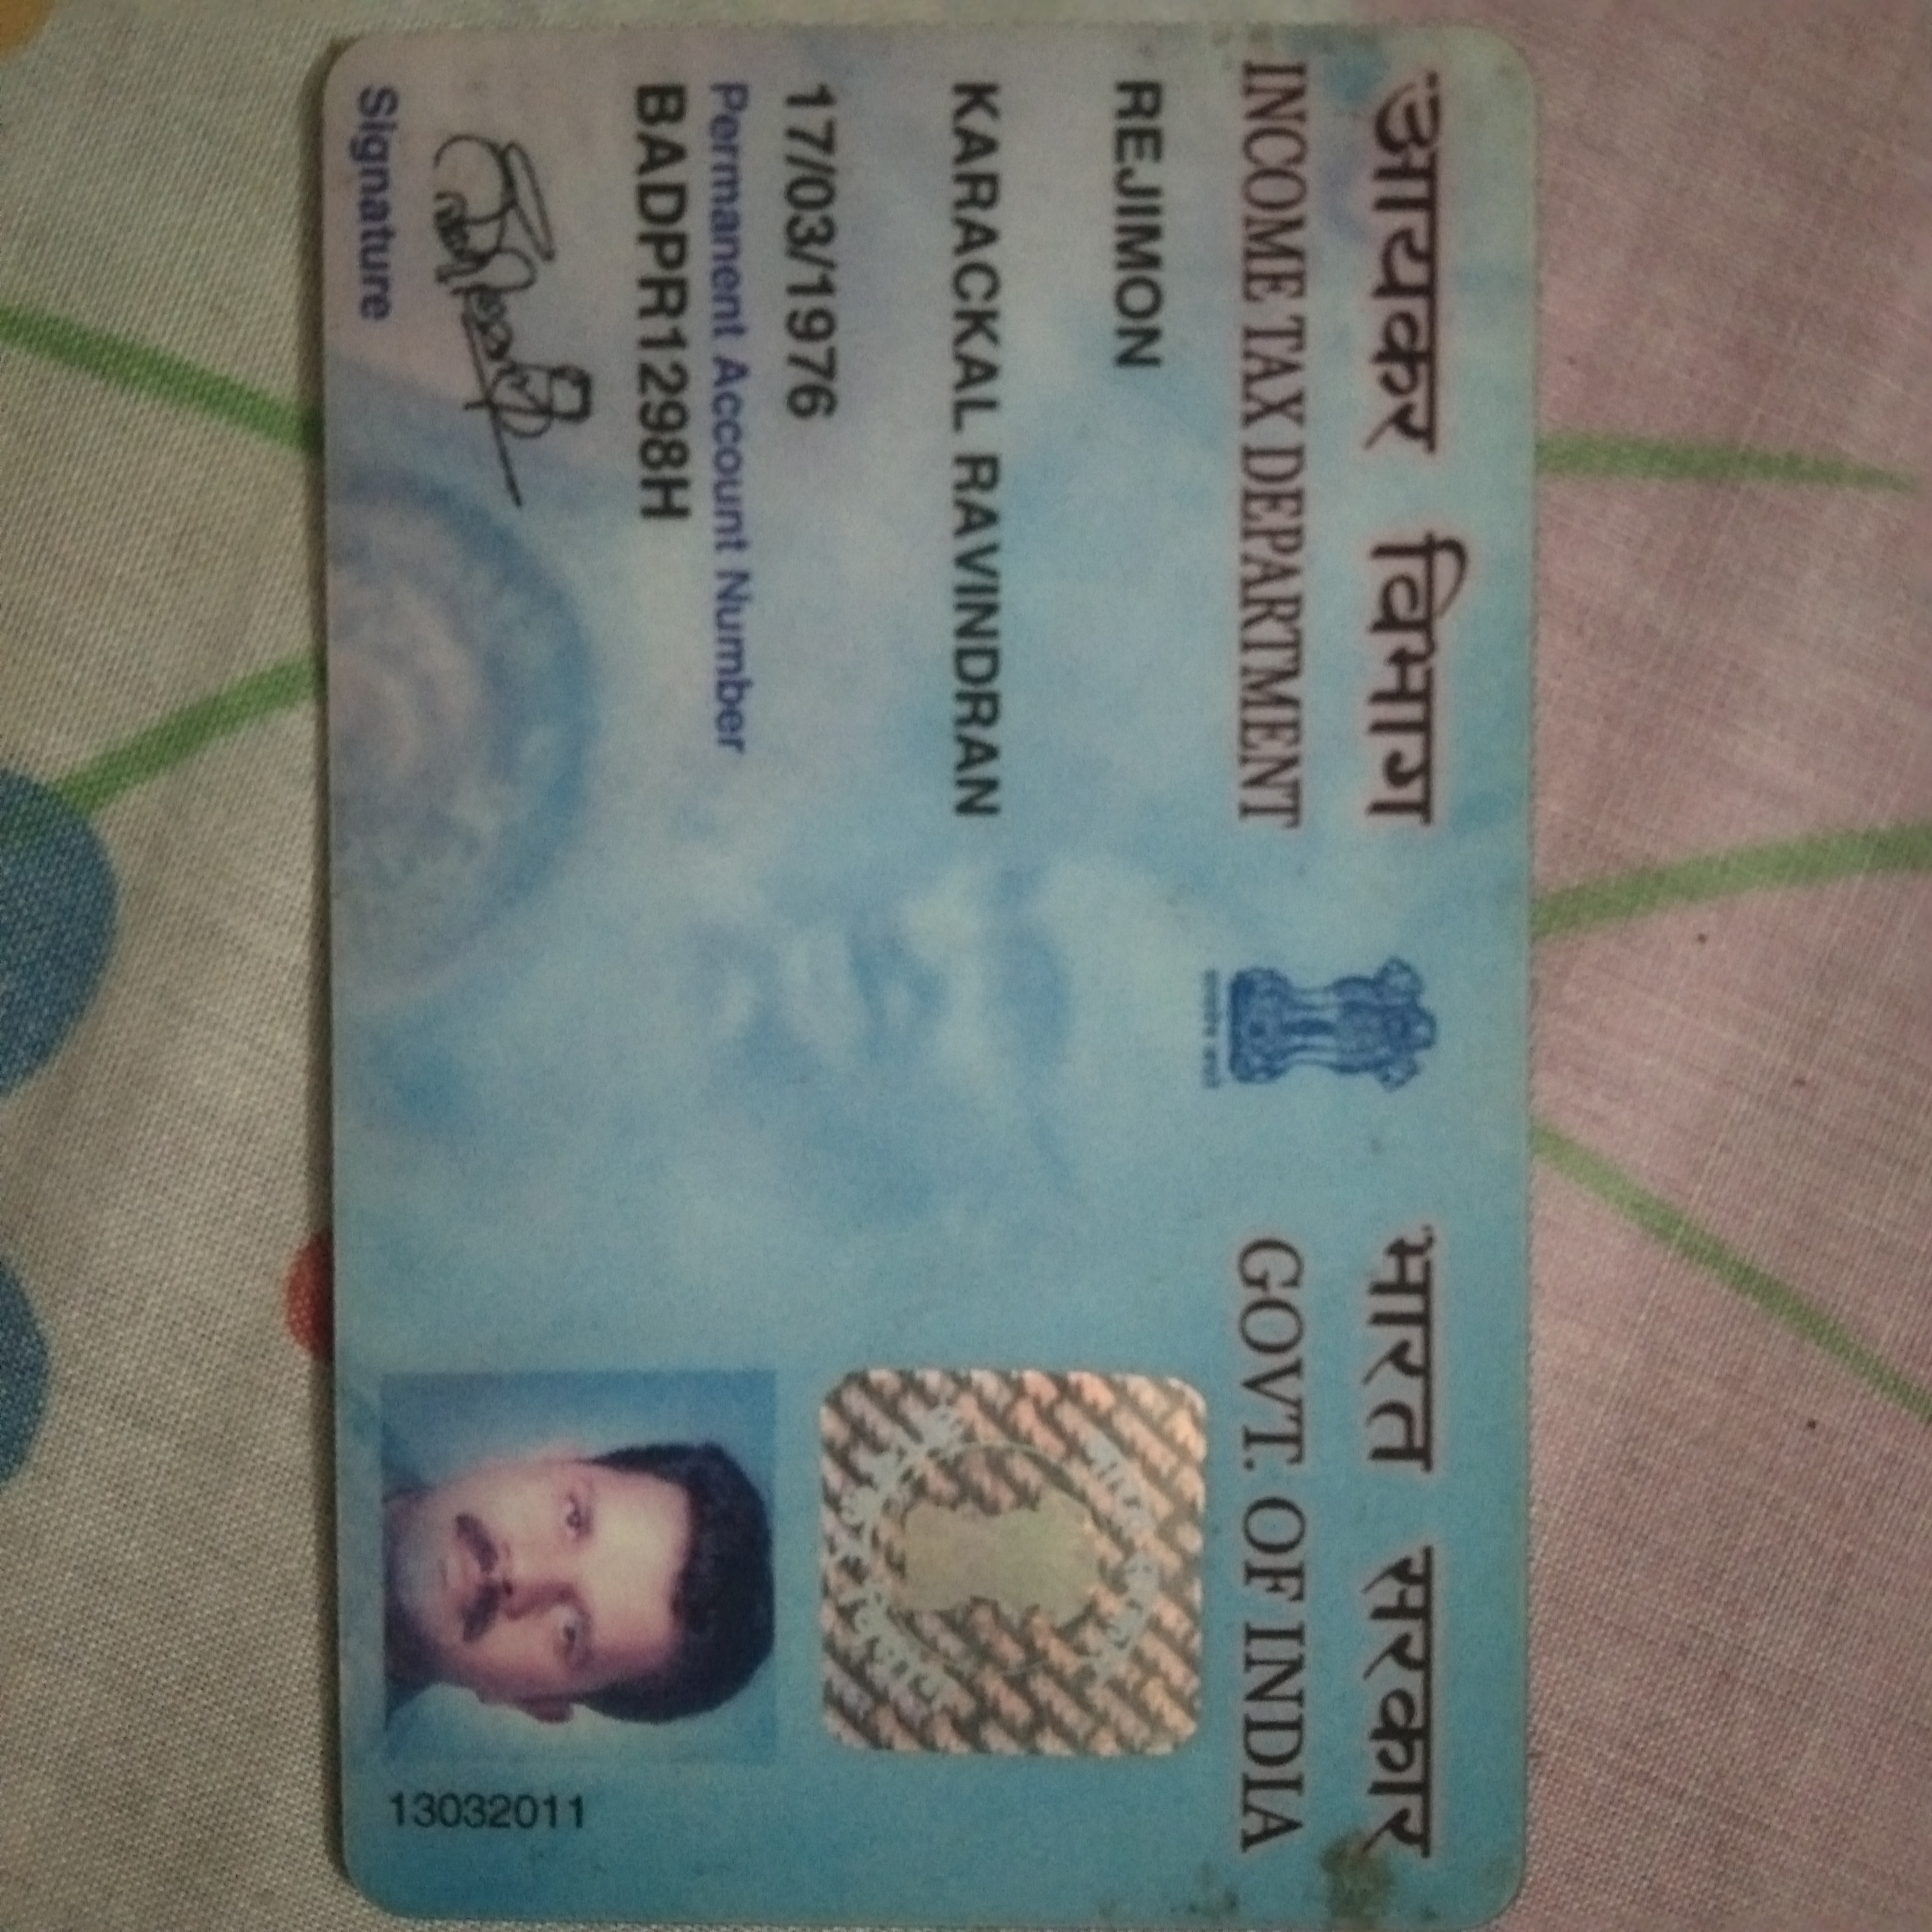 आयकर विभाग
INCOME TAX DEPARTMENT
भारत सरकार
GOVT. OF INDIA
REJIMON
KARACKAL RAVINDRAN
17/03/1976
Permanent Account Number
BADPR1298H
Signature
13032011